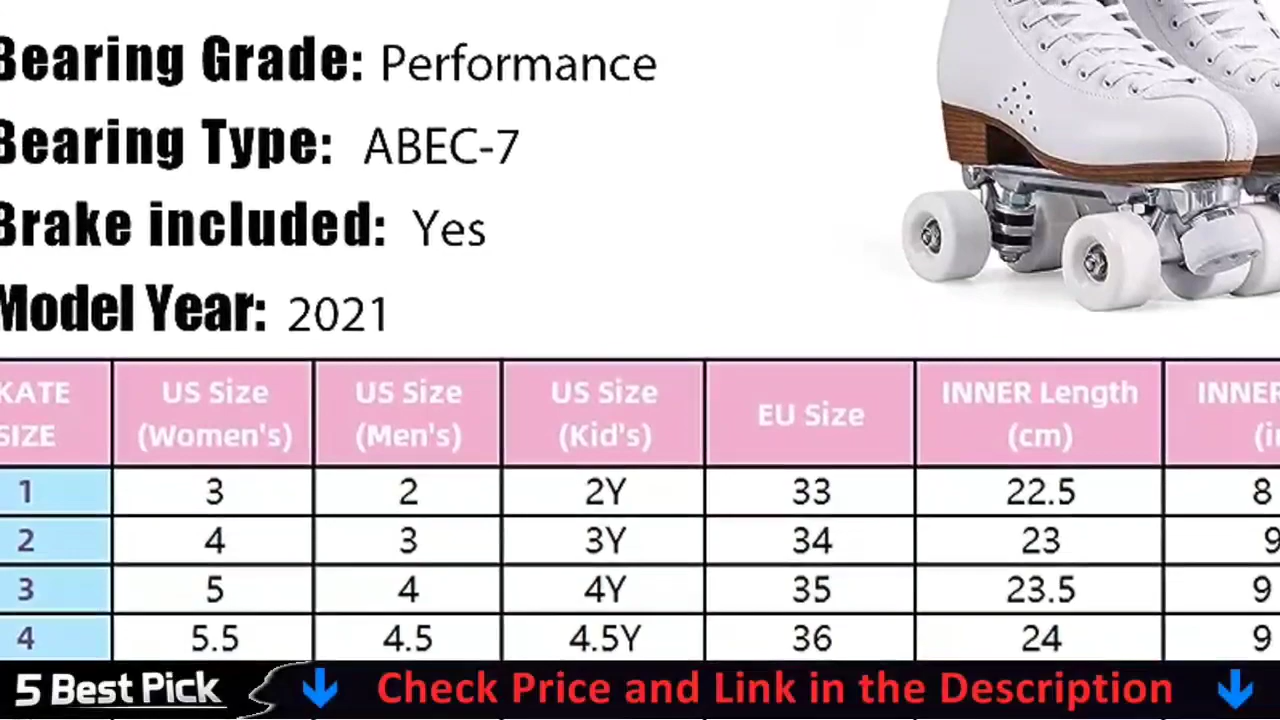 Bearing Grade: Performance
Bearing Type: ABEC-7
Brake included: Yes
Model Year: 2021
KATE SIZE US Size (Women's) US Size (Men's) US Size (Kid's) EU Size INNER Length (cm) INNER (i
1 3 2 2Y 33 22.5 8
2 4 3 3Y 34 23 9
3 5 4 4Y 35 23.5 9
4 5.5 4.5 4.5Y 36 24 9
5 Best Pick Check Price and Link in the Description